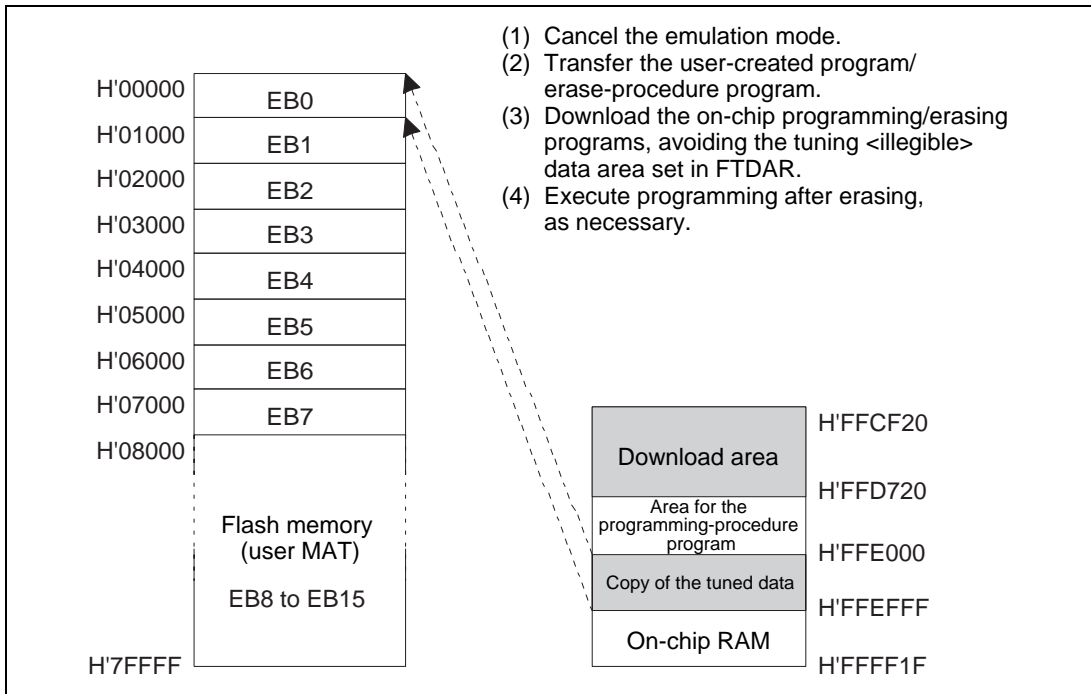 (1) Cancel the emulation mode.
(2) Transfer the user-created program/
erase-procedure program.
(3) Download the on-chip programming/erasing
programs, avoiding the tuning
data area set in FTDAR.
(4) Execute programming after erasing,
as necessary.
H'00000
EB0
H'01000
EB1
H'02000
EB2
H'03000
EB3
H'04000
EB4
H'05000
EB5
H'06000
EB6
H'07000
EB7
H'08000
Flash memory
(user MAT)
EB8 to EB15
H'7FFFF
H'FFCF20
Download area
H'FFD720
Area for the
programming-procedure
program
H'FFE000
Copy of the tuned data
H'FFEFFF
On-chip RAM
H'FFFF1F